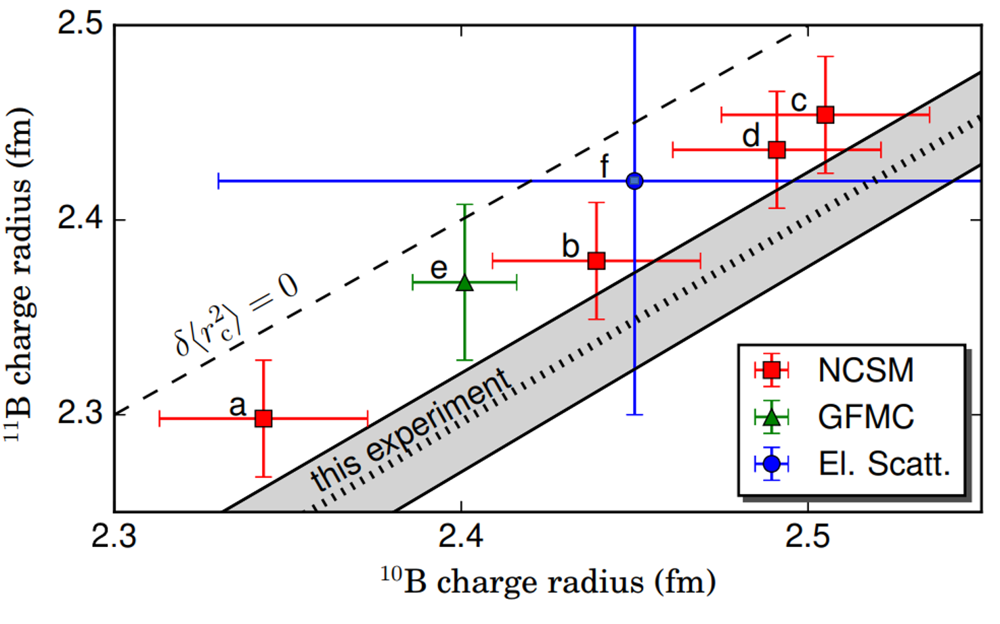 2.5
2.4
2.3
¹¹B charge radius (fm)
δ⟨r_c²⟩ = 0
a
b
c
d
e
f
this experiment
NCSM
GFMC
El. Scatt.
2.3
2.4
2.5
¹⁰B charge radius (fm)